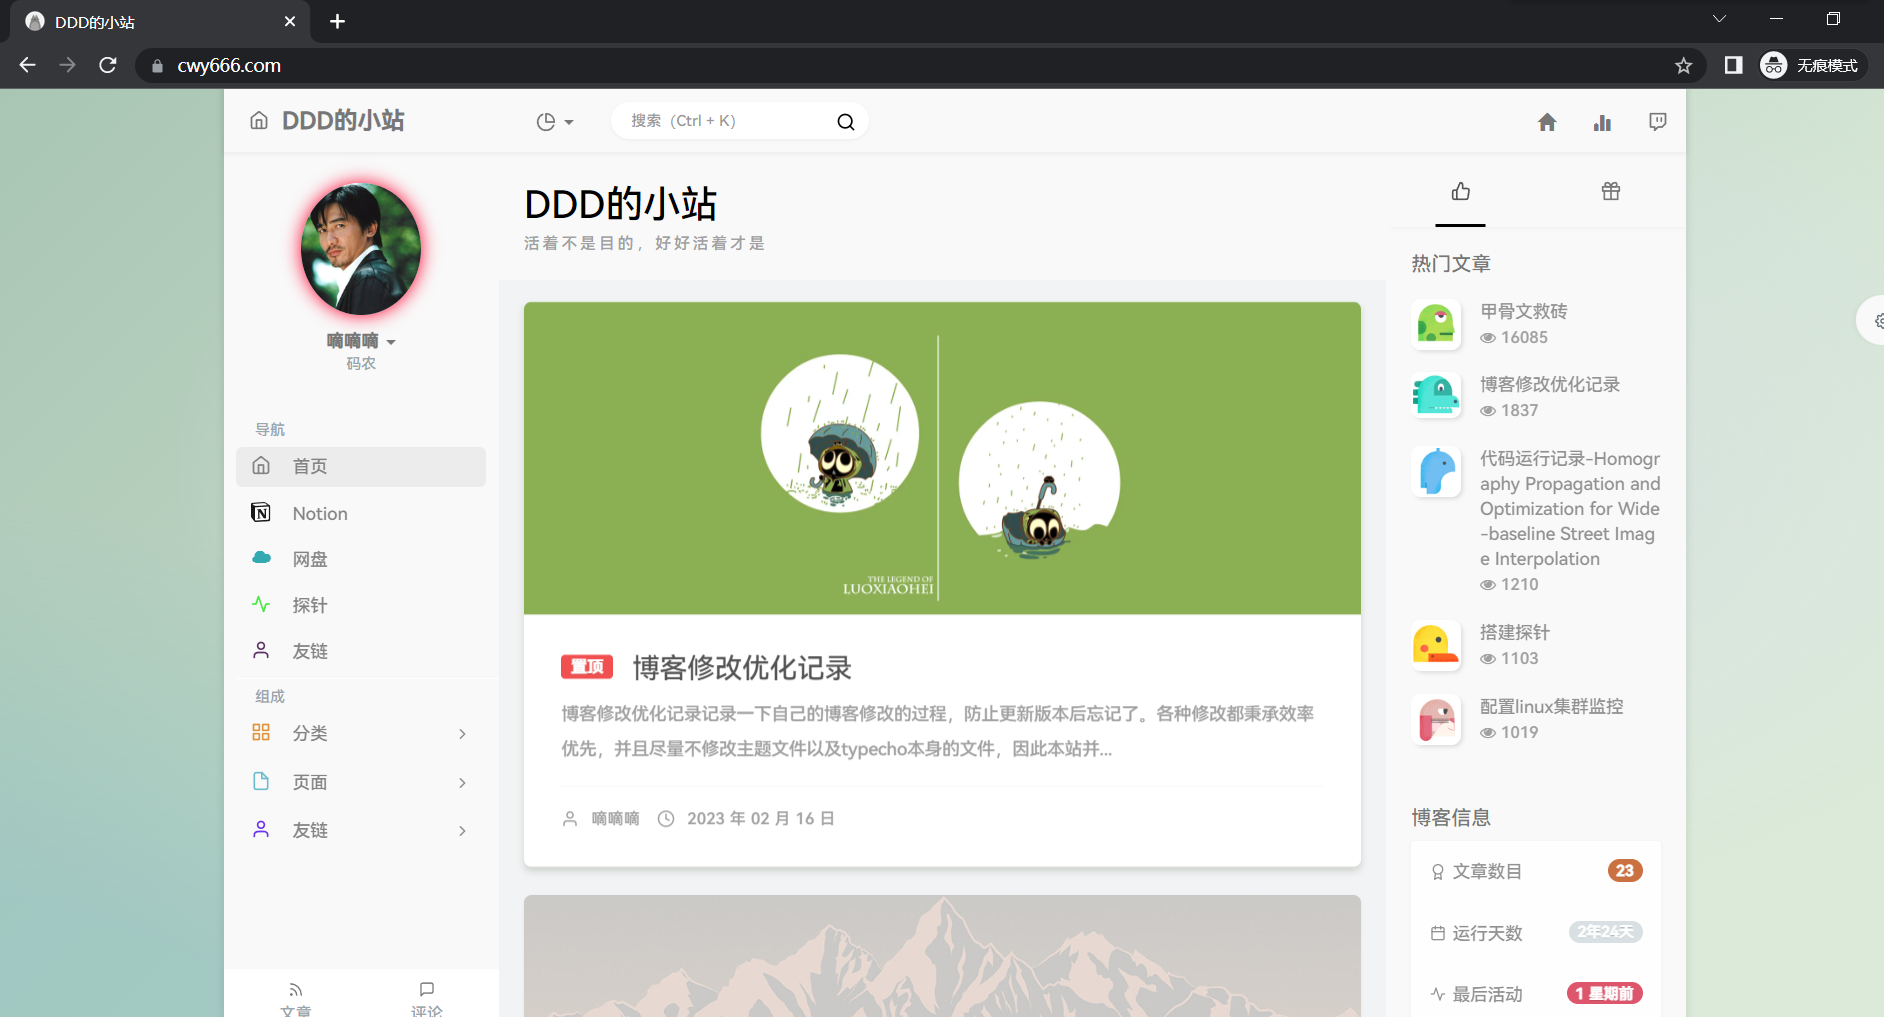 DDD的小站
cwy666.com
无痕模式
DDD的小站
搜索（Ctrl + K）
嘀嘀嘀
码农
导航
首页
Notion
网盘
探针
友链
组成
分类
页面
友链
文章
评论
DDD的小站
活着不是目的，好好活着才是
THE LEGEND OF
LUOXIAOHEI
置顶 博客修改优化记录
博客修改优化记录记录一下自己的博客修改的过程，防止更新版本后忘记了。各种修改都秉承效率
优先，并且尽量不修改主题文件以及typecho本身的文件，因此本站并...
嘀嘀嘀 2023 年 02 月 16 日
热门文章
甲骨文救砖
16085
博客修改优化记录
1837
代码运行记录-Homogr
aphy Propagation and
Optimization for Wide
-baseline Street Imag
e Interpolation
1210
搭建探针
1103
配置linux集群监控
1019
博客信息
文章数目 23
运行天数 2年24天
最后活动 1 星期前